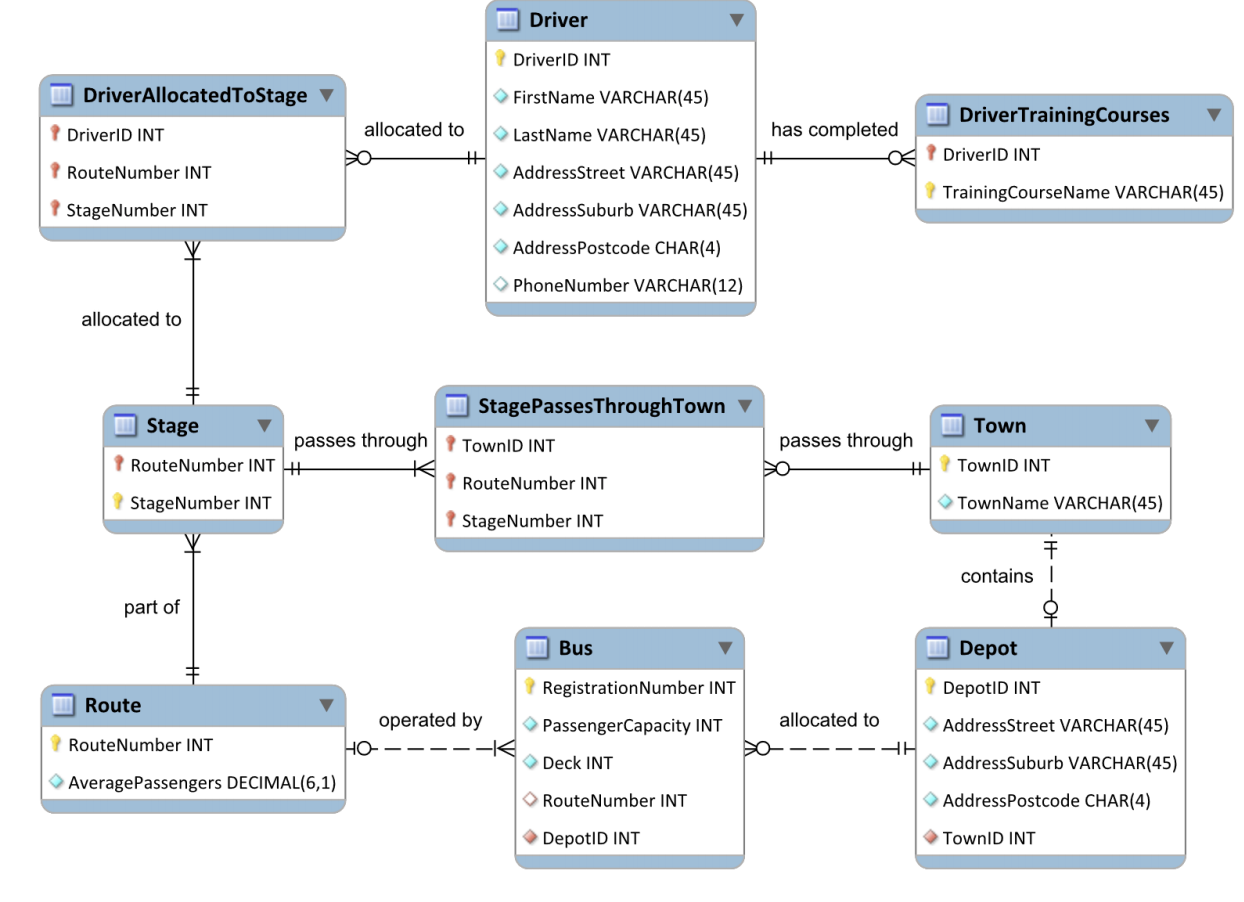 Driver
DriverID INT
FirstName VARCHAR(45)
LastName VARCHAR(45)
AddressStreet VARCHAR(45)
AddressSuburb VARCHAR(45)
AddressPostcode CHAR(4)
PhoneNumber VARCHAR(12)
DriverAllocatedToStage
DriverID INT
RouteNumber INT
StageNumber INT
allocated to
has completed
DriverTrainingCourses
DriverID INT
TrainingCourseName VARCHAR(45)
allocated to
Stage
RouteNumber INT
StageNumber INT
passes through
StagePassesThroughTown
TownID INT
RouteNumber INT
StageNumber INT
passes through
Town
TownID INT
TownName VARCHAR(45)
part of
contains
Route
RouteNumber INT
AveragePassengers DECIMAL(6,1)
operated by
Bus
RegistrationNumber INT
PassengerCapacity INT
Deck INT
RouteNumber INT
DepotID INT
allocated to
Depot
DepotID INT
AddressStreet VARCHAR(45)
AddressSuburb VARCHAR(45)
AddressPostcode CHAR(4)
TownID INT